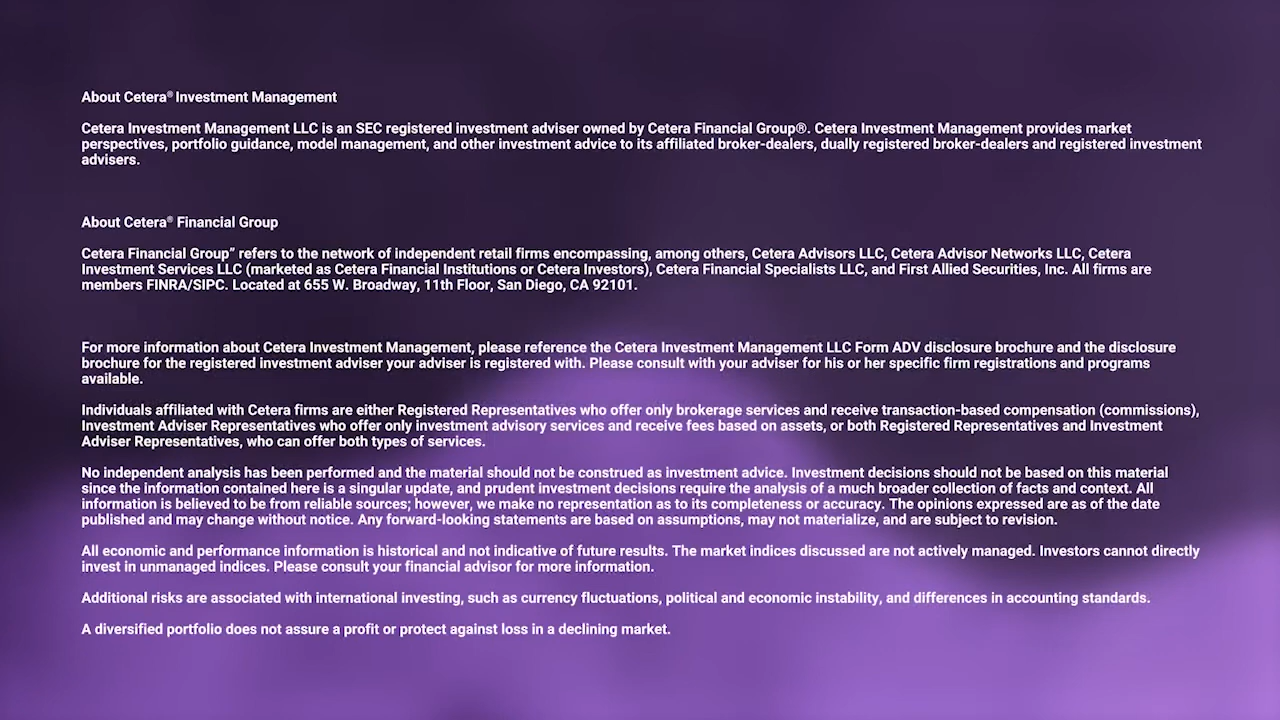 About Cetera® Investment Management
Cetera Investment Management LLC is an SEC registered investment adviser owned by Cetera Financial Group®. Cetera Investment Management provides market
perspectives, portfolio guidance, model management, and other investment advice to its affiliated broker-dealers, dually registered broker-dealers and registered investment
advisers.
About Cetera® Financial Group
Cetera Financial Group” refers to the network of independent retail firms encompassing, among others, Cetera Advisors LLC, Cetera Advisor Networks LLC, Cetera
Investment Services LLC (marketed as Cetera Financial Institutions or Cetera Investors), Cetera Financial Specialists LLC, and First Allied Securities, Inc. All firms are
members FINRA/SIPC. Located at 655 W. Broadway, 11th Floor, San Diego, CA 92101.
For more information about Cetera Investment Management, please reference the Cetera Investment Management LLC Form ADV disclosure brochure and the disclosure
brochure for the registered investment adviser your adviser is registered with. Please consult with your adviser for his or her specific firm registrations and programs
available.
Individuals affiliated with Cetera firms are either Registered Representatives who offer only brokerage services and receive transaction-based compensation (commissions),
Investment Adviser Representatives who offer only investment advisory services and receive fees based on assets, or both Registered Representatives and Investment
Adviser Representatives, who can offer both types of services.
No independent analysis has been performed and the material should not be construed as investment advice. Investment decisions should not be based on this material
since the information contained here is a singular update, and prudent investment decisions require the analysis of a much broader collection of facts and context. All
information is believed to be from reliable sources; however, we make no representation as to its completeness or accuracy. The opinions expressed are as of the date
published and may change without notice. Any forward-looking statements are based on assumptions, may not materialize, and are subject to revision.
All economic and performance information is historical and not indicative of future results. The market indices discussed are not actively managed. Investors cannot directly
invest in unmanaged indices. Please consult your financial advisor for more information.
Additional risks are associated with international investing, such as currency fluctuations, political and economic instability, and differences in accounting standards.
A diversified portfolio does not assure a profit or protect against loss in a declining market.